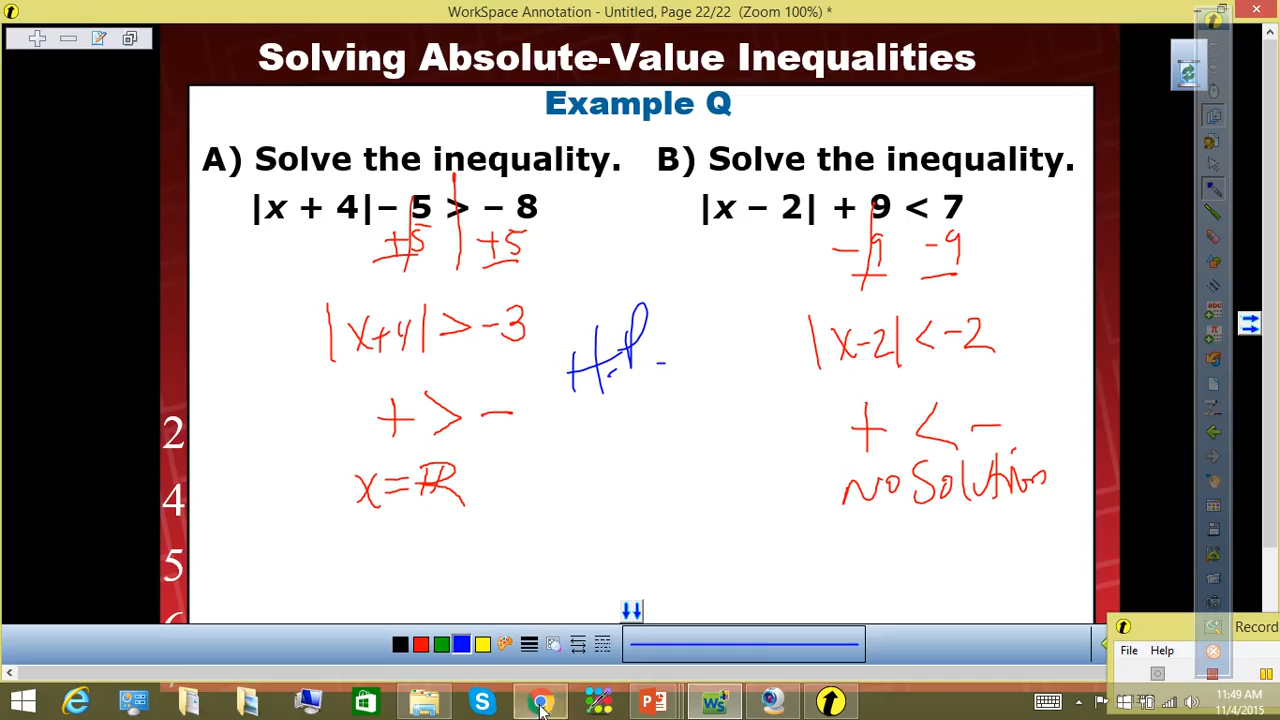 WorkSpace Annotation - Untitled, Page 22/22 (Zoom 100%) *
Solving Absolute-Value Inequalities
Example Q
A) Solve the inequality.
|x + 4|− 5 > − 8
+5 +5
|x+4| > -3
+ > -
x = ℝ
B) Solve the inequality.
|x − 2| + 9 < 7
-9 -9
|x-2| < -2
+ < -
No Solution
2
4
5
6
Record
File Help
11:49 AM
11/4/2015